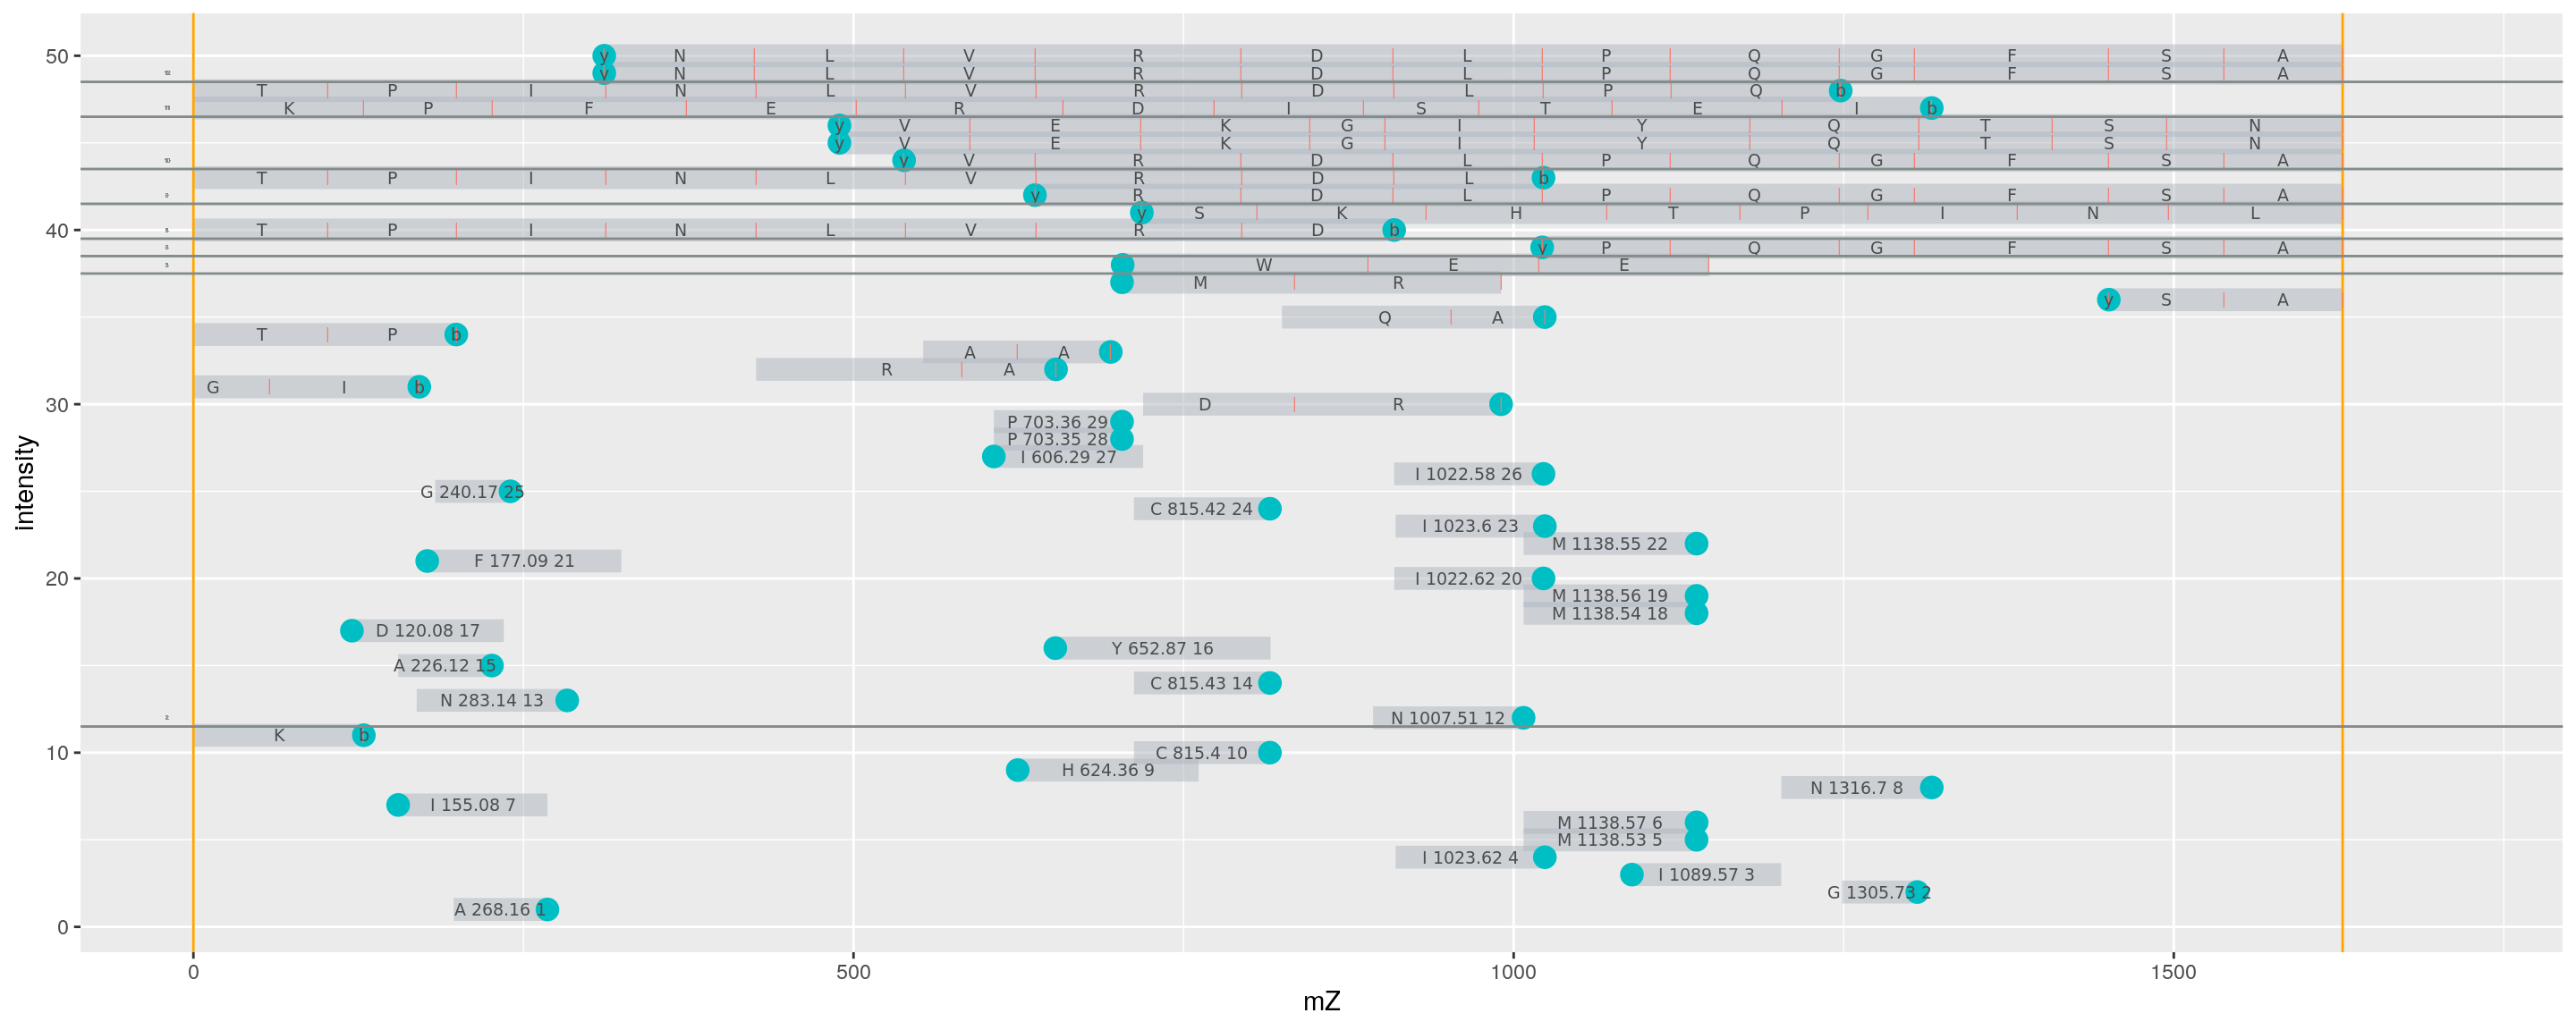 50
y N L V R D L P Q G F S A
y N L V R D L P Q G F S A
12
T P I N L V R D L P Q b
K P F E R D I S T E I b
11
y V E K G I Y Q T S N
y V E K G I Y Q T S N
y V R D L P Q G F S A
10
T P I N L V R D L b
y R D L P Q G F S A
9
y S K H T P I N L
40
T P I N L V R D b
y P Q G F S A
W E E
M R
y S A
Q A
T P b
A A
R A
G I b
30
D R
P 703.36 29
P 703.35 28
I 606.29 27
I 1022.58 26
G 240.17 25
C 815.42 24
I 1023.6 23
M 1138.55 22
F 177.09 21
20
I 1022.62 20
M 1138.56 19
M 1138.54 18
D 120.08 17
Y 652.87 16
A 226.12 15
C 815.43 14
N 283.14 13
2
N 1007.51 12
K b
10
C 815.4 10
H 624.36 9
N 1316.7 8
I 155.08 7
M 1138.57 6
M 1138.53 5
I 1023.62 4
I 1089.57 3
G 1305.73 2
A 268.16 1
0
intensity
0 500 1000 1500
mZ